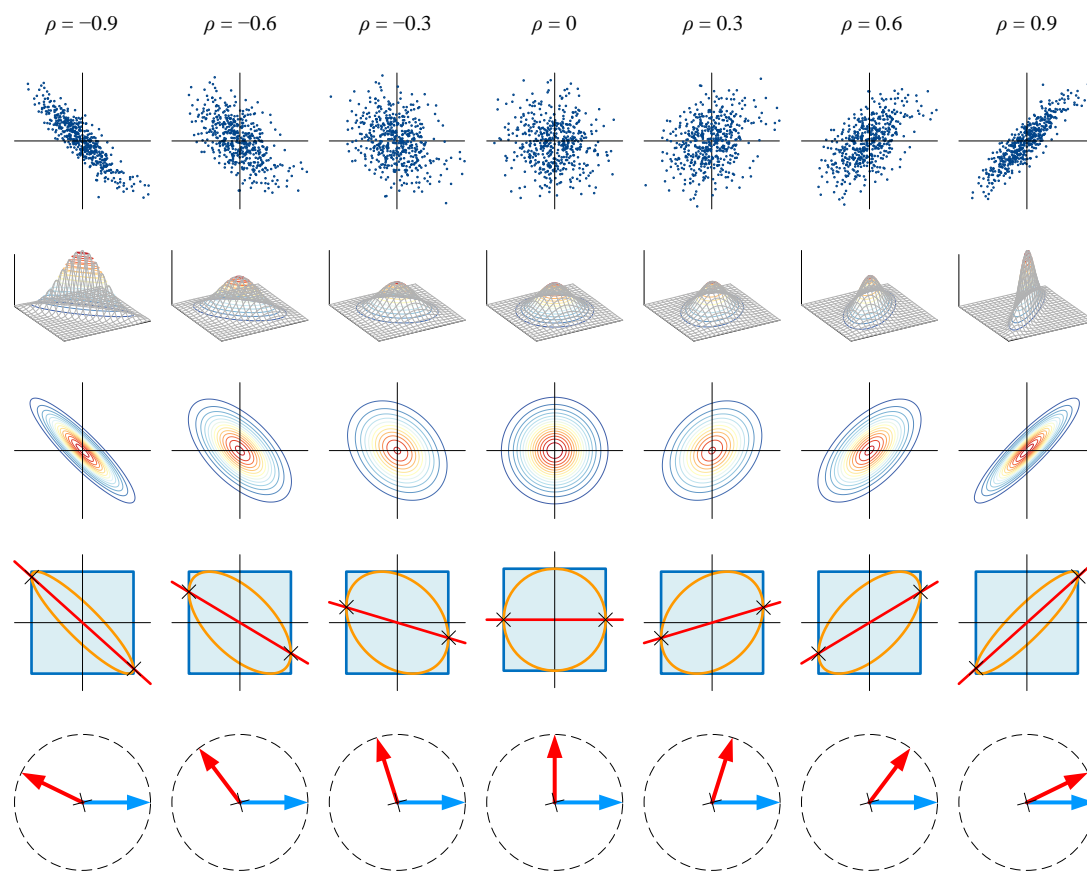 ρ = −0.9 ρ = −0.6 ρ = −0.3 ρ = 0 ρ = 0.3 ρ = 0.6 ρ = 0.9